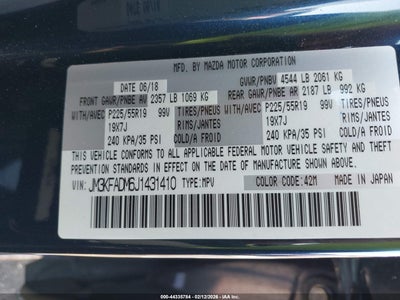 MFD. BY MAZDA MOTOR CORPORATION
DATE 06/18 GVWR/PNBV 4544 LB 2061 KG
FRONT GAWR/PNBE AV 2357 LB 1069 KG REAR GAWR/PNBE AR 2187 LB 992 KG
WITH/AVEC P225/55R19 99V TIRES/PNEUS WITH/AVEC P225/55R19 99V TIRES/PNEUS
19X7J RIMS/JANTES 19X7J RIMS/JANTES
240 KPA/35 PSI COLD/A FROID 240 KPA/35 PSI COLD/A FROID
THIS VEHICLE CONFORMS TO ALL APPLICABLE FEDERAL MOTOR VEHICLE SAFETY, BUMPER, AND THEFT PREVENTION STANDARDS IN EFFECT ON THE DATE OF MANUFACTURE SHOWN ABOVE.
VIN: JM3KFADM6J1431410 TYPE: MPV COLOR CODE: 42M MADE IN JAPAN
000-44335784 - 02/12/2026 - IAAI.COM